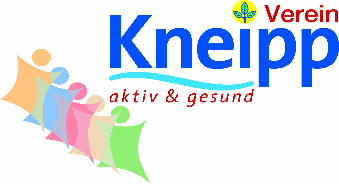 Verein
Kneipp
aktiv & gesund